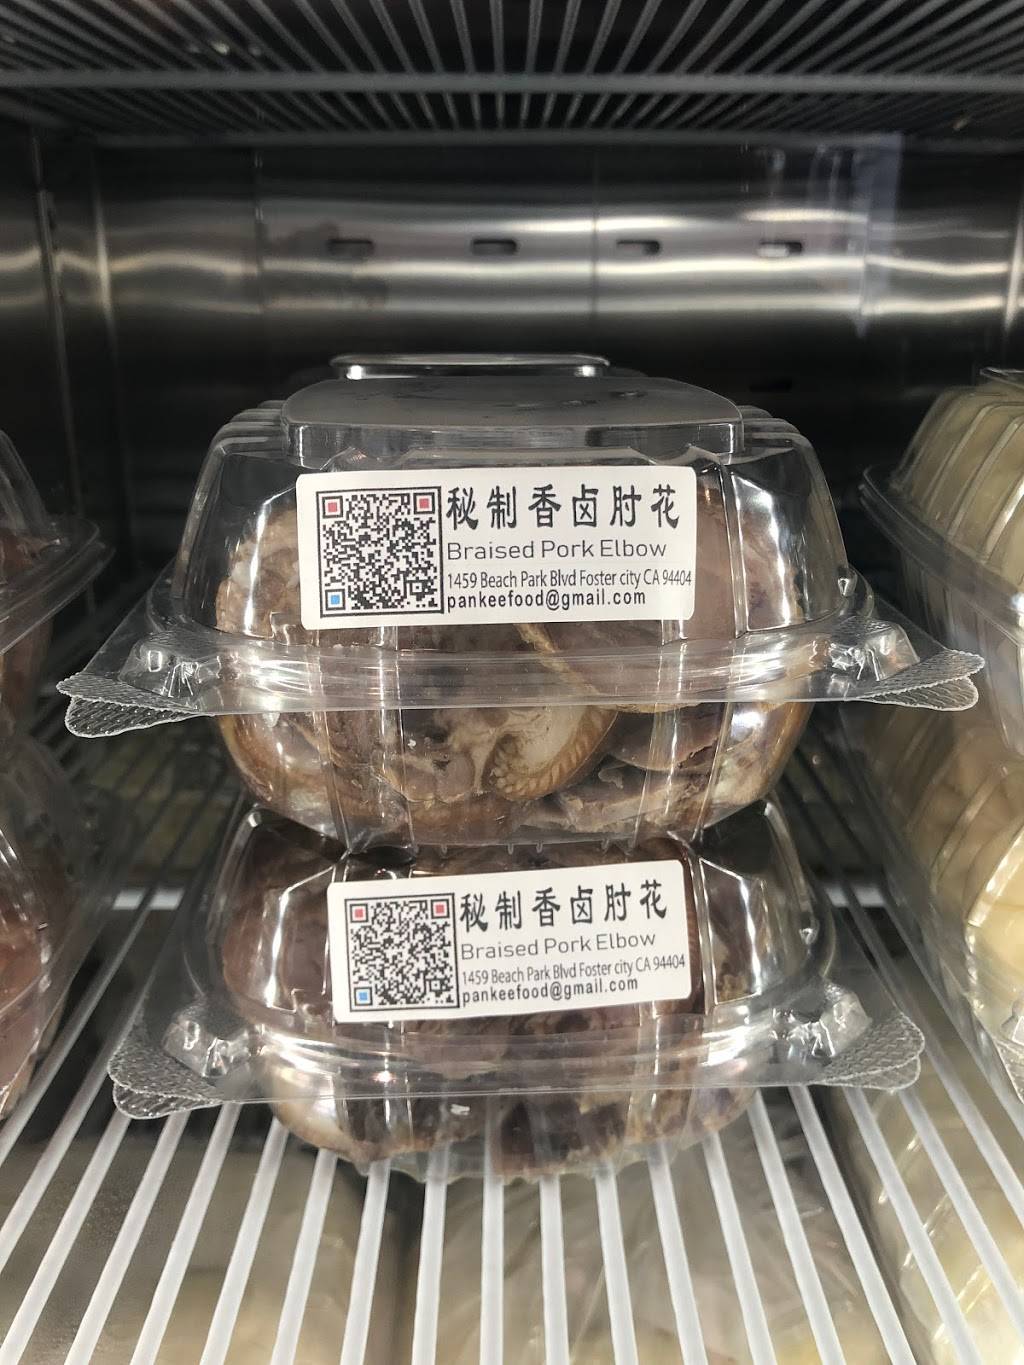 秘制香卤肘花
Braised Pork Elbow
1459 Beach Park Blvd Foster city CA 94404
pankeefood@gmail.com
秘制香卤肘花
Braised Pork Elbow
1459 Beach Park Blvd Foster city CA 94404
pankeefood@gmail.com